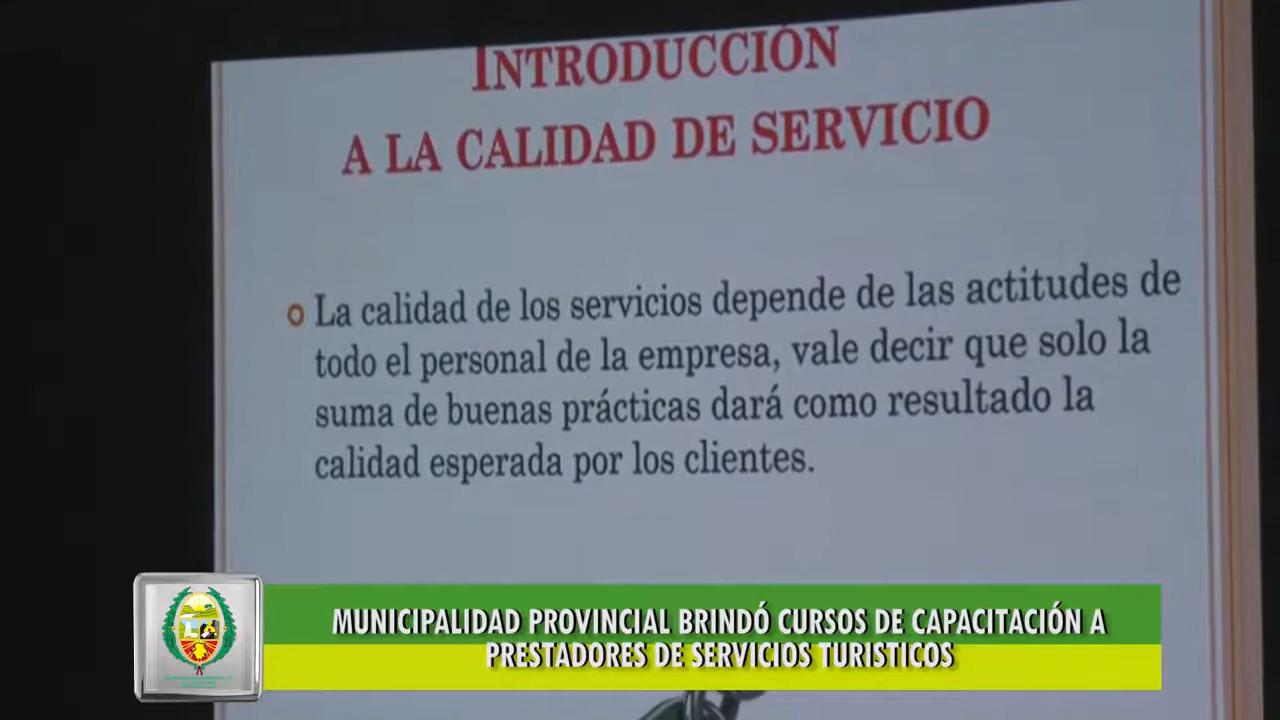 INTRODUCCIÓN
A LA CALIDAD DE SERVICIO
La calidad de los servicios depende de las actitudes de
todo el personal de la empresa, vale decir que solo la
suma de buenas prácticas dará como resultado la
calidad esperada por los clientes.
MUNICIPALIDAD PROVINCIAL BRINDÓ CURSOS DE CAPACITACIÓN A
PRESTADORES DE SERVICIOS TURÍSTICOS